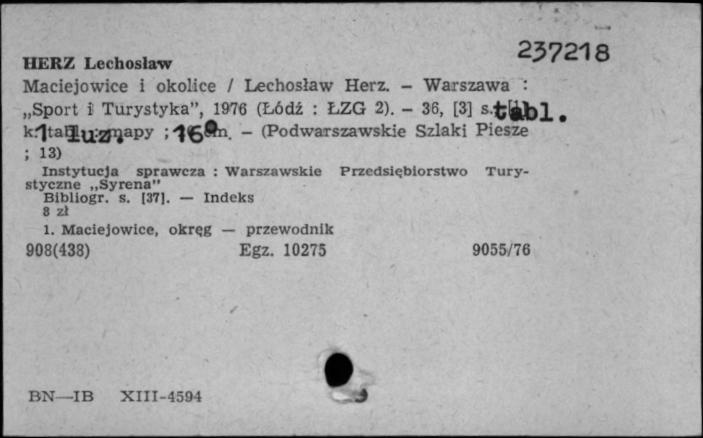 237218
HERZ Lechosław
Maciejowice i okolice / Lechosław Herz. – Warszawa :
„Sport i Turystyka”, 1976 (Łódź : ŁZG 2). – 36, [3] s. tabl.
1 luz. mapy ; 16 – (Podwarszawskie Szlaki Piesze
; 13)
Instytucja sprawcza : Warszawskie Przedsiębiorstwo Tury-
styczne „Syrena”
Bibliogr. s. [37]. — Indeks
8 zł
1. Maciejowice, okręg — przewodnik
908(438) Egz. 10275 9055/76
BN—IB XIII-4594